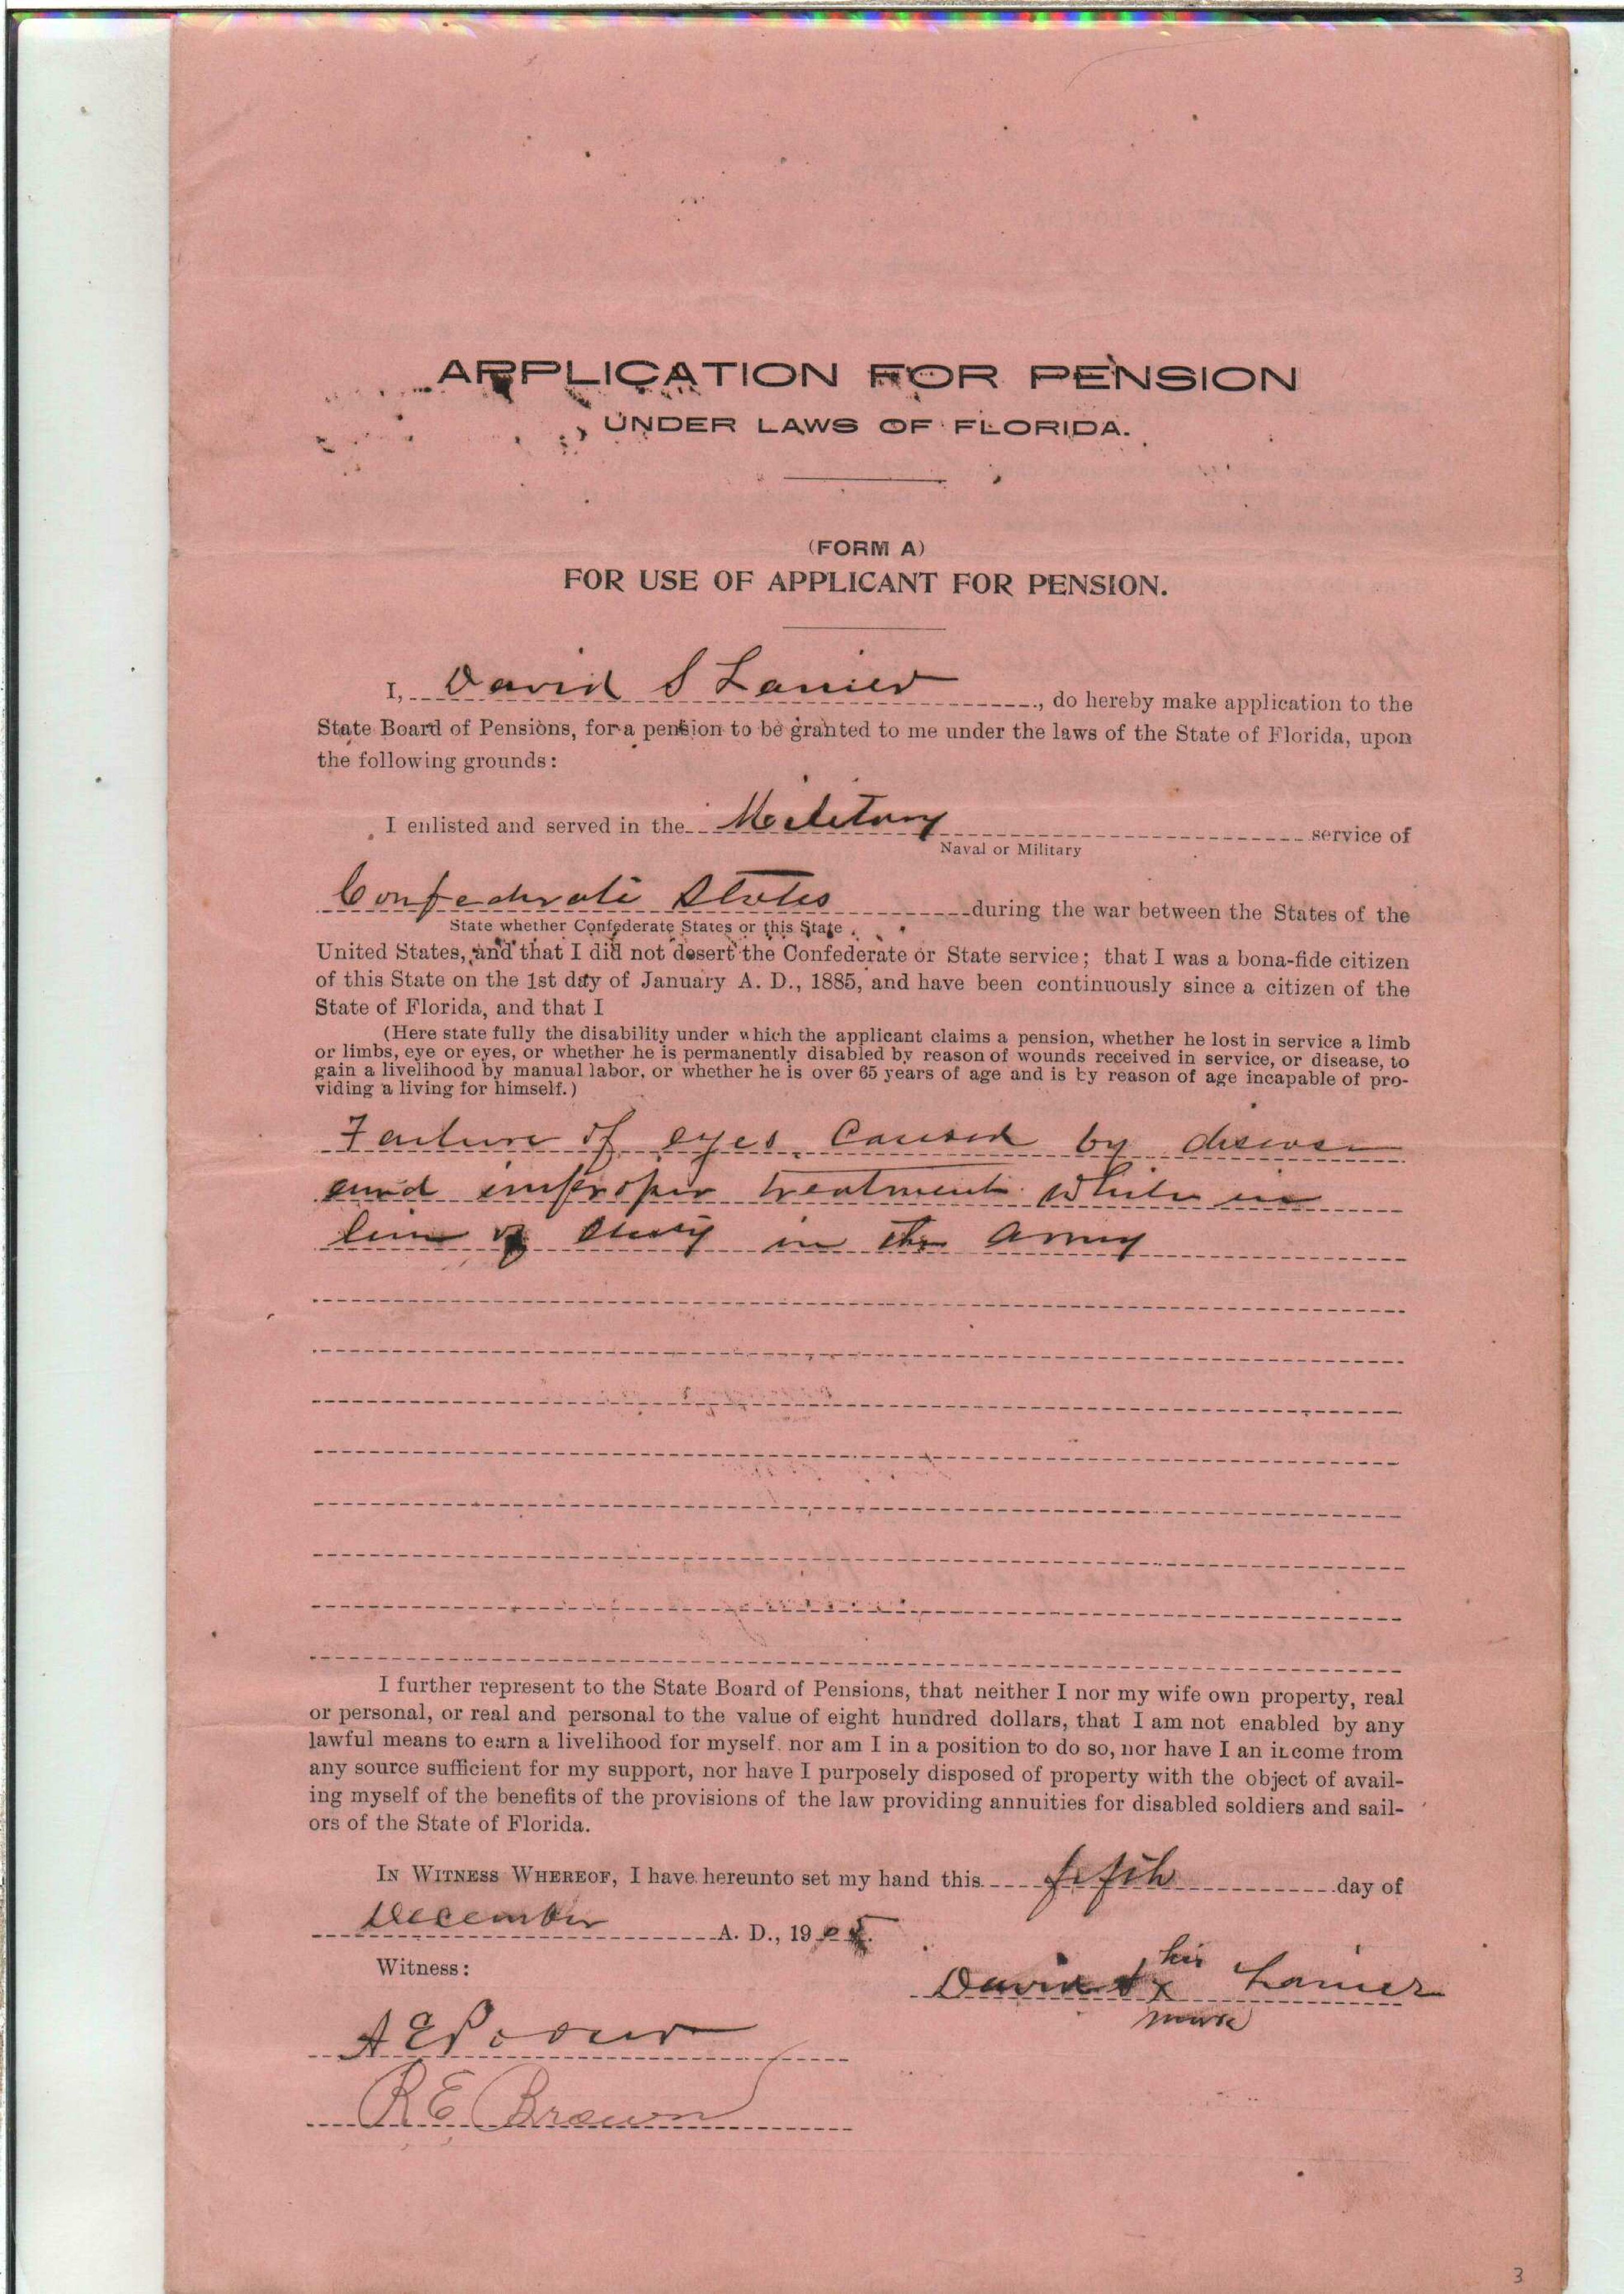 APPLICATION FOR PENSION
UNDER LAWS OF FLORIDA.
(FORM A)
FOR USE OF APPLICANT FOR PENSION.
I, David S Lanier, do hereby make application to the
State Board of Pensions, for a pension to be granted to me under the laws of the State of Florida, upon
the following grounds:
I enlisted and served in the Military service of
Naval or Military
Confederate States during the war between the States of the
State whether Confederate States or this State
United States, and that I did not desert the Confederate or State service; that I was a bona-fide citizen
of this State on the 1st day of January A. D., 1885, and have been continuously since a citizen of the
State of Florida, and that I
(Here state fully the disability under which the applicant claims a pension, whether he lost in service a limb
or limbs, eye or eyes, or whether he is permanently disabled by reason of wounds received in service, or disease, to
gain a livelihood by manual labor, or whether he is over 65 years of age and is by reason of age incapable of pro-
viding a living for himself.)
Failure of eyes Caused by disease
and improper treatment while in
line of duty in the Army
I further represent to the State Board of Pensions, that neither I nor my wife own property, real
or personal, or real and personal to the value of eight hundred dollars, that I am not enabled by any
lawful means to earn a livelihood for myself. nor am I in a position to do so, nor have I an income from
any source sufficient for my support, nor have I purposely disposed of property with the object of avail-
ing myself of the benefits of the provisions of the law providing annuities for disabled soldiers and sail-
ors of the State of Florida.
IN WITNESS WHEREOF, I have hereunto set my hand this fifth day of
December A. D., 19
Witness:
his
David S x Lanier
mark
A E
R E Brown
3